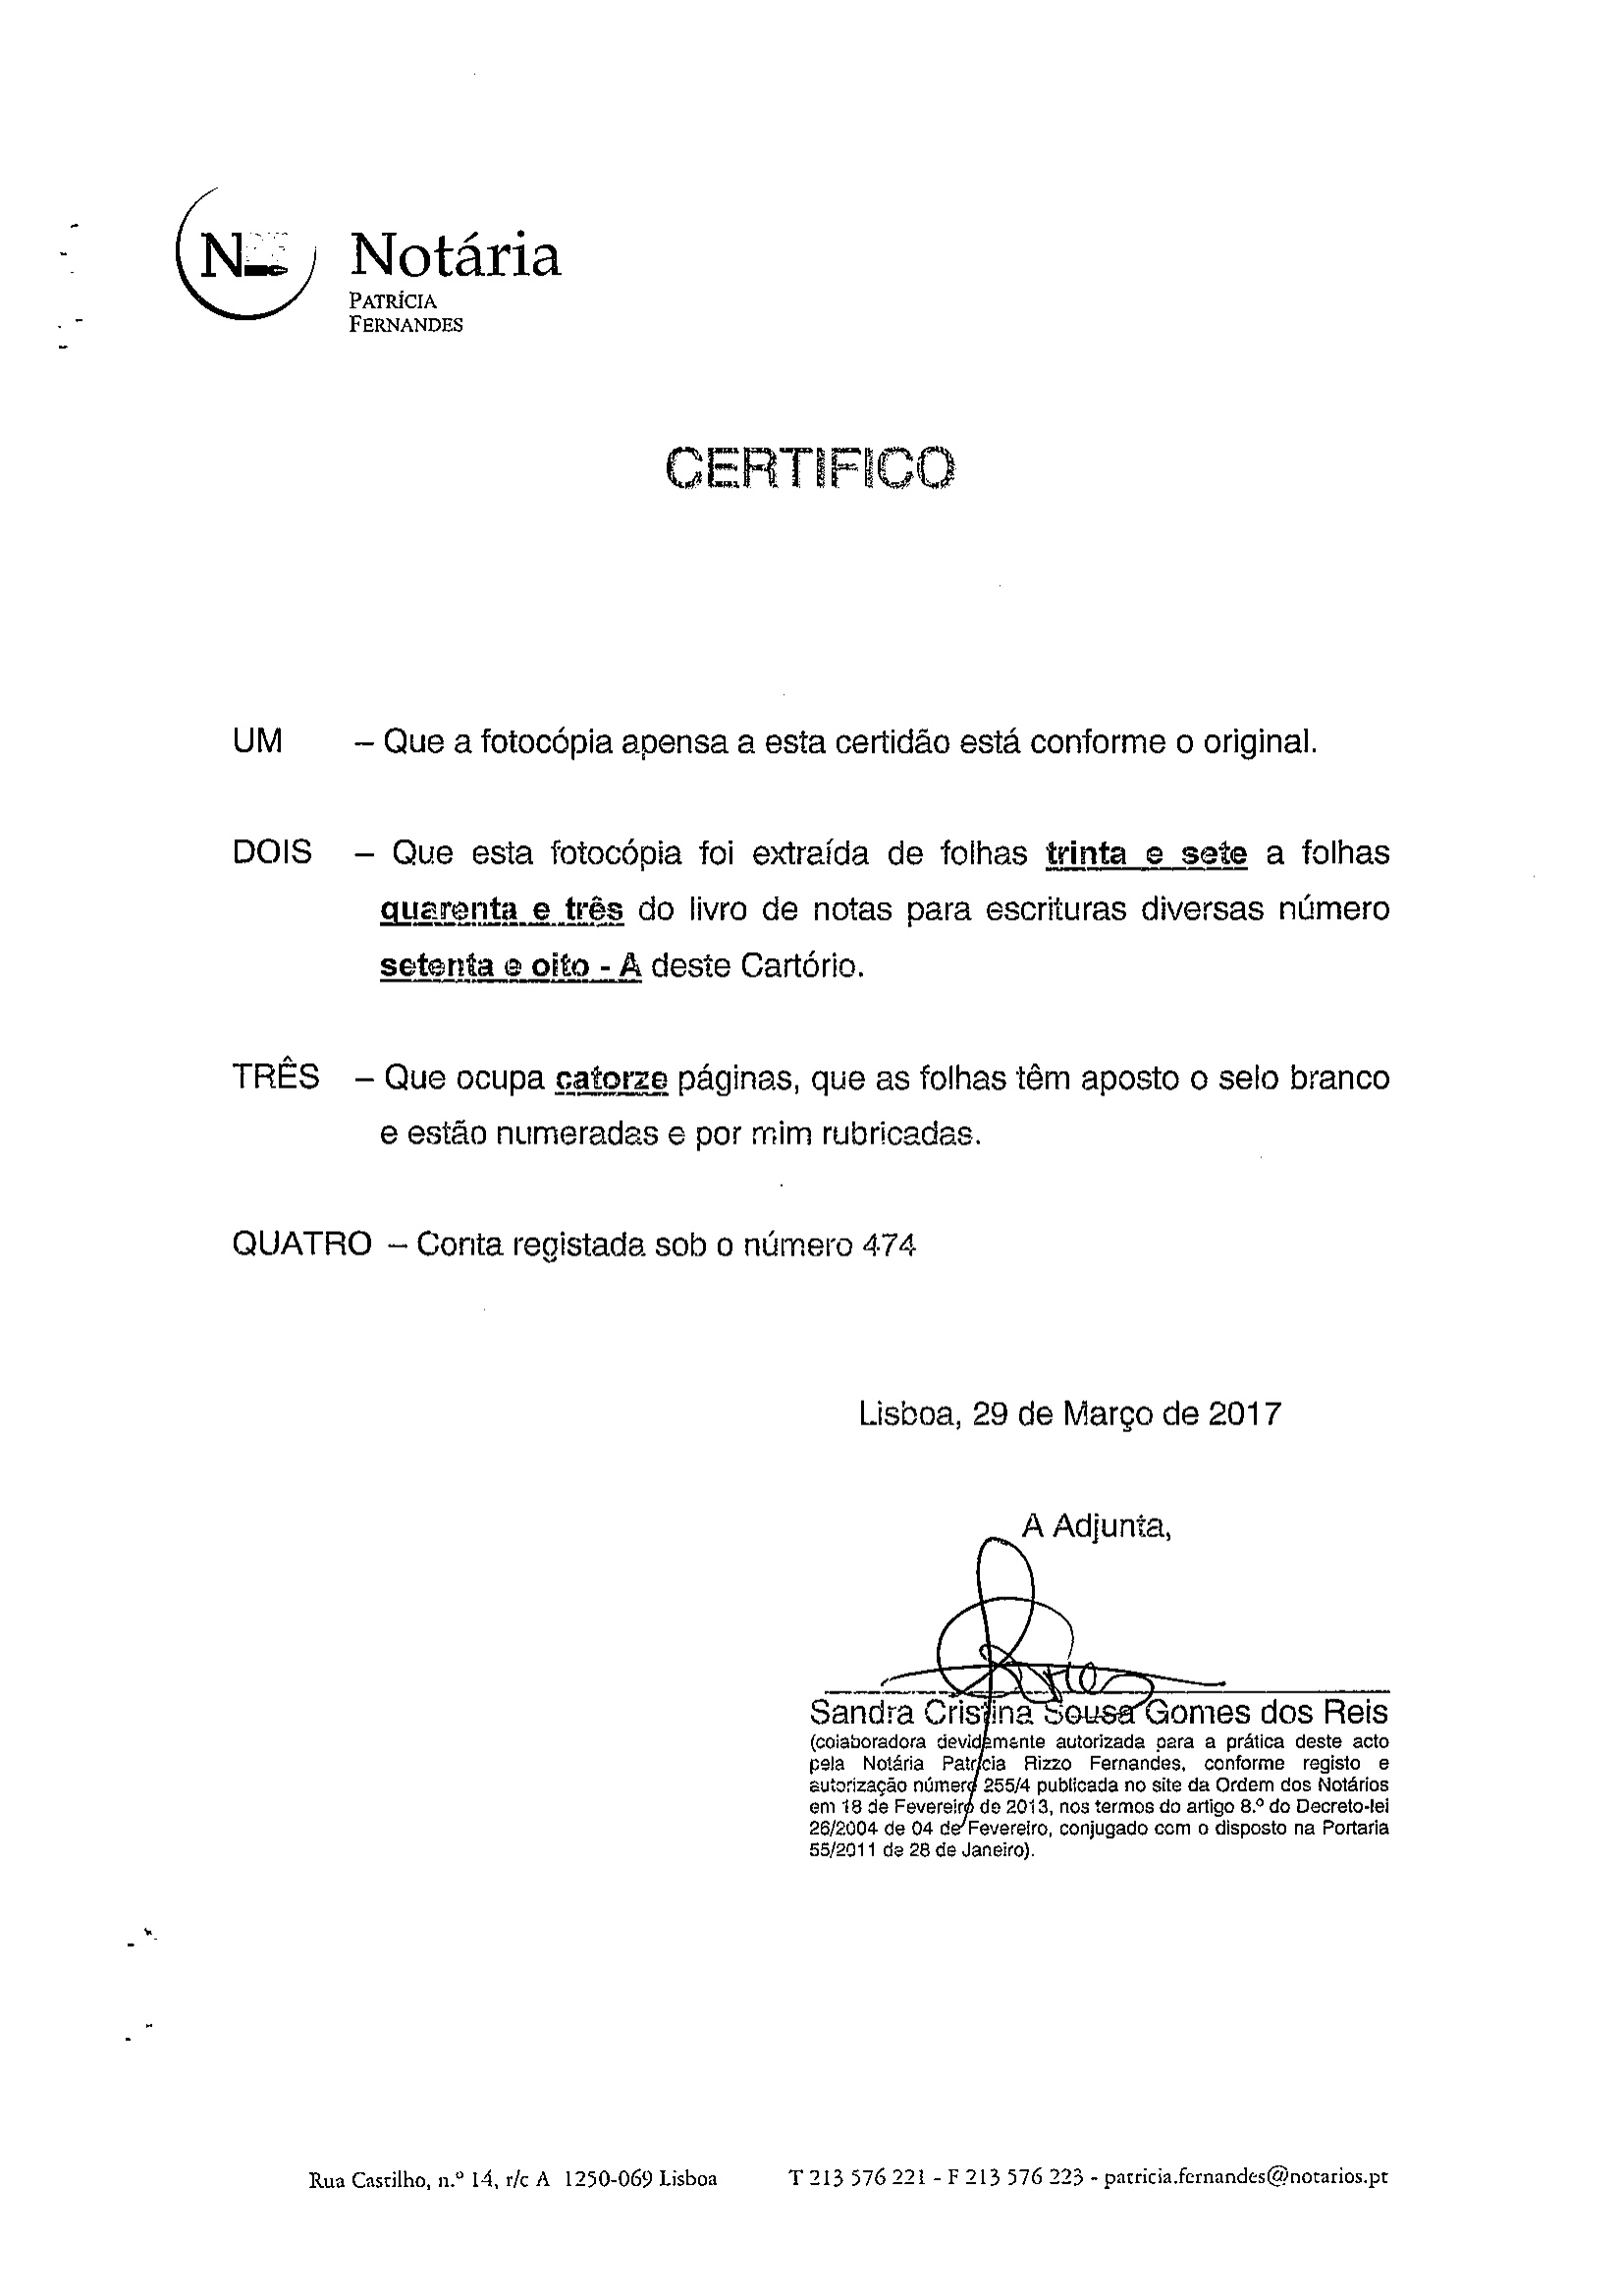 N
Notária
PATRÍCIA
FERNANDES
CERTIFICO
UM – Que a fotocópia apensa a esta certidão está conforme o original.
DOIS – Que esta fotocópia foi extraída de folhas trinta e sete a folhas
quarenta e três do livro de notas para escrituras diversas número
setenta e oito - A deste Cartório.
TRÊS – Que ocupa catorze páginas, que as folhas têm aposto o selo branco
e estão numeradas e por mim rubricadas.
QUATRO – Conta registada sob o número 474
Lisboa, 29 de Março de 2017
A Adjunta,
Sandra Cristina Sousa Gomes dos Reis
(colaboradora devidamente autorizada para a prática deste acto
pela Notária Patrícia Rizzo Fernandes, conforme registo e
autorização número 255/4 publicada no site da Ordem dos Notários
em 18 de Fevereiro de 2013, nos termos do artigo 8.º do Decreto-lei
26/2004 de 04 de Fevereiro, conjugado com o disposto na Portaria
55/2011 de 28 de Janeiro).
Rua Castilho, n.º 14, r/c A 1250-069 Lisboa T 213 576 221 - F 213 576 223 - patricia.fernandes@notarios.pt